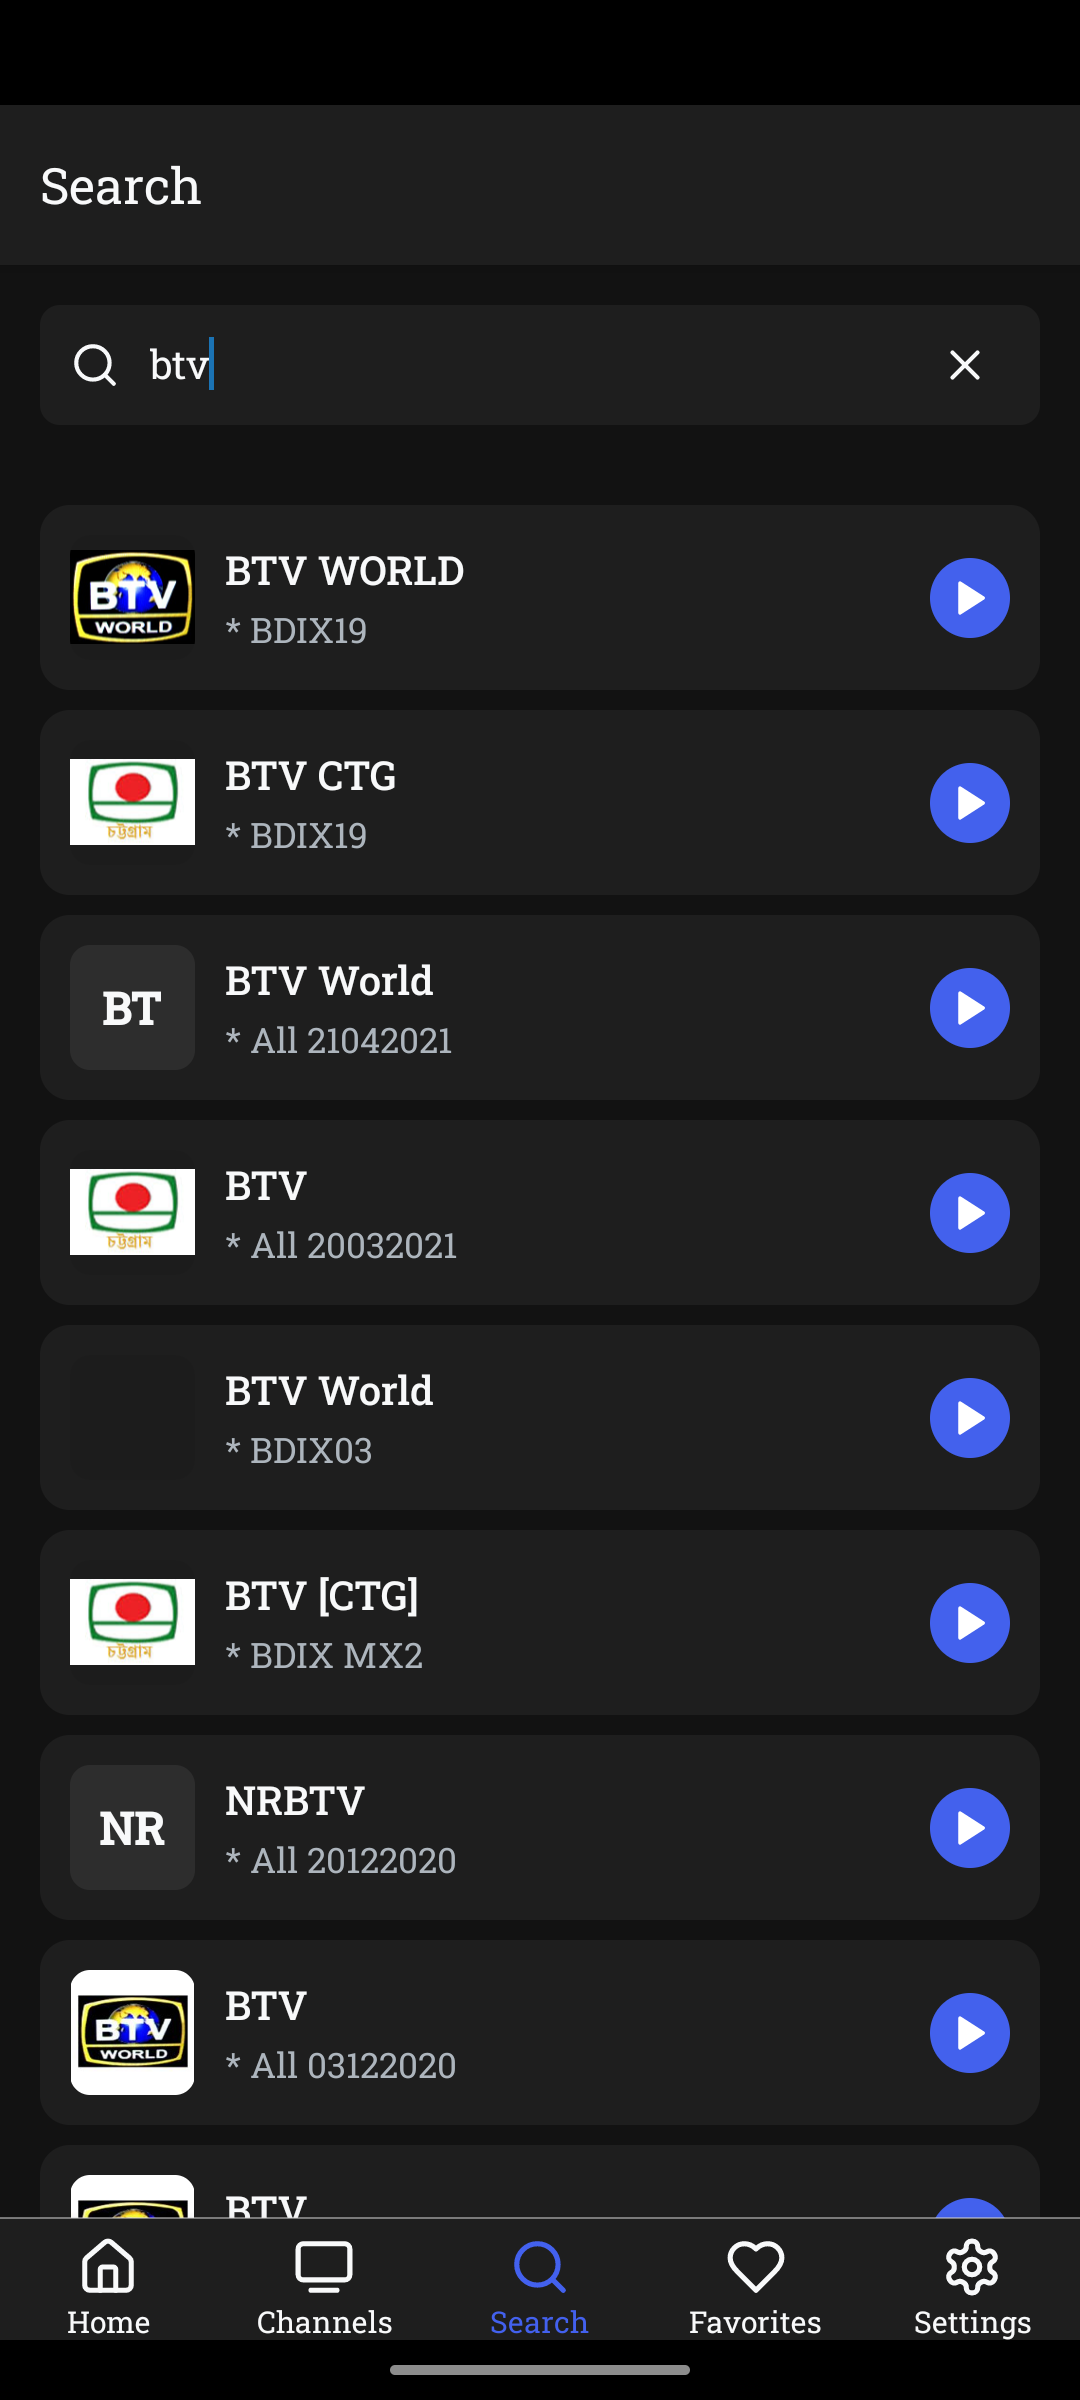 Search
btv
BTV WORLD
BTV WORLD
* BDIX19
চট্টগ্রাম
BTV CTG
* BDIX19
BT
BTV World
* All 21042021
চট্টগ্রাম
BTV
* All 20032021
BTV World
* BDIX03
চট্টগ্রাম
BTV [CTG]
* BDIX MX2
NR
NRBTV
* All 20122020
BTV WORLD
BTV
* All 03122020
BTV
Home
Channels
Search
Favorites
Settings